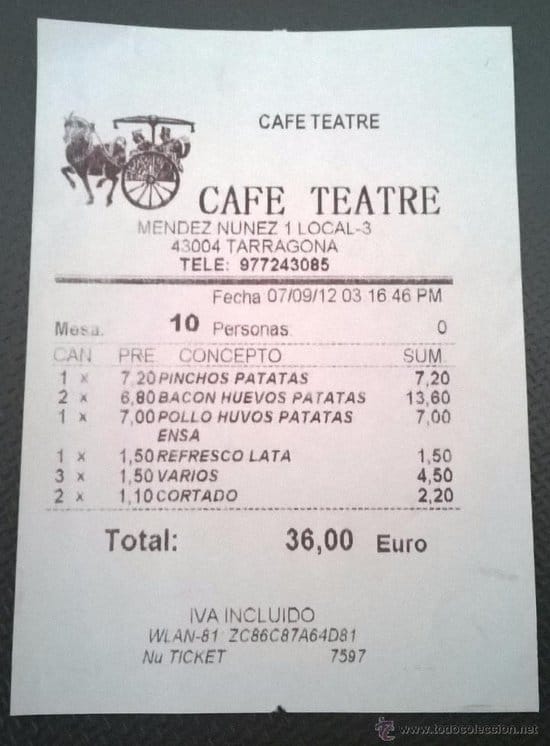 CAFE TEATRE
CAFE TEATRE
MENDEZ NUNEZ 1 LOCAL-3
43004 TARRAGONA
TELE: 977243085
Fecha 07/09/12 03 16 46 PM
Mesa: 10 Personas 0
CAN PRE CONCEPTO SUM
1 x 7,20 PINCHOS PATATAS 7,20
2 x 6,80 BACON HUEVOS PATATAS 13,60
1 x 7,00 POLLO HUVOS PATATAS 7,00
ENSA
1 x 1,50 REFRESCO LATA 1,50
3 x 1,50 VARIOS 4,50
2 x 1,10 CORTADO 2,20
Total: 36,00 Euro
IVA INCLUIDO
WLAN-81 ZC86C87A64D81
Nu TICKET 7597
www.todocoleccion.net